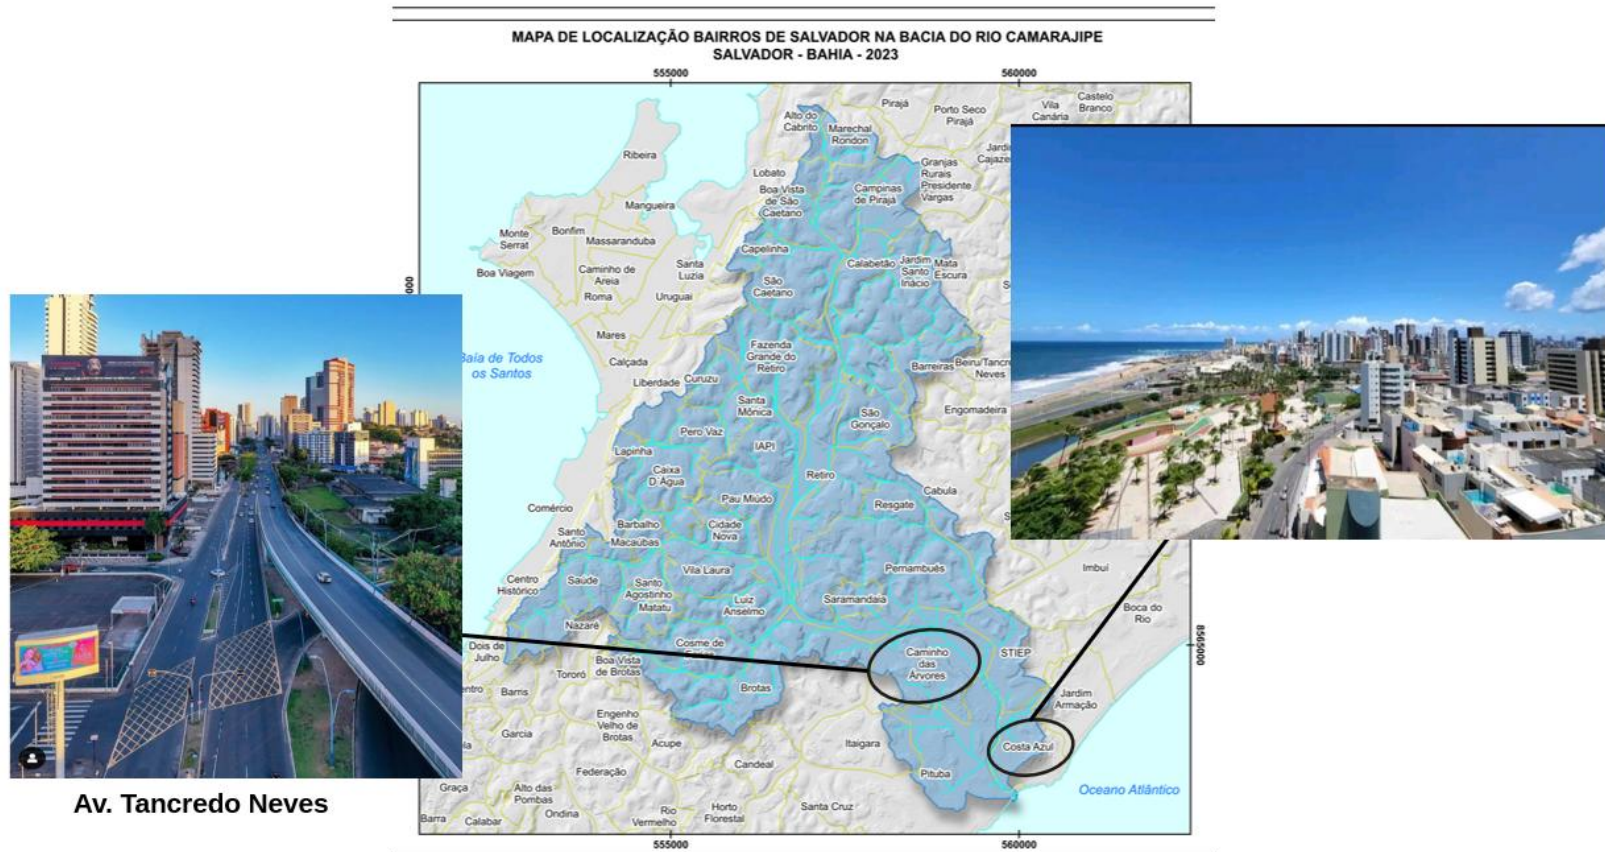 MAPA DE LOCALIZAÇÃO BAIRROS DE SALVADOR NA BACIA DO RIO CAMARAJIPE
SALVADOR - BAHIA - 2023
555000
560000
Alto do
Cabrito
Marechal
Rondon
Pirajá
Porto Seco
Pirajá
Vila
Canária
Castelo
Branco
Ribeira
Lobato
Granjas
Rurais
Presidente
Vargas
Boa Vista
de São
Caetano
Campinas
de Pirajá
Mangueira
Monte
Serrat
Bonfim
Massaranduba
Capelinha
Boa Viagem
Caminho de
Areia
Santa
Luzia
Calabetão
Jardim
Santo
Inácio
Mata
Escura
São
Caetano
Roma
Uruguai
Mares
Calçada
Fazenda
Grande do
Retiro
Baía de Todos
os Santos
Liberdade
Curuzu
Barreiras
Beiru/Tancr
Neves
Santa
Mônica
São
Gonçalo
Engomadeira
Pero Vaz
IAPI
Lapinha
Caixa
D´Água
Retiro
Pau Miúdo
Resgate
Cabula
Comércio
Santo
Antônio
Barbalho
Macaúbas
Cidade
Nova
Centro
Histórico
Saúde
Santo
Agostinho
Matatu
Vila Laura
Luiz
Anselmo
Pernambués
Saramandaia
Imbuí
Boca do
Rio
8565000
Nazaré
Dois de
Julho
Cosme de
Tororó
Boa Vista
de Brotas
Caminho
das
Árvores
STIEP
Barris
Brotas
Jardim
Armação
Garcia
Engenho
Velho de
Brotas
Acupe
Itaigara
Costa Azul
Federação
Candeal
Pituba
Oceano Atlântico
Graça
Alto das
Pombas
Ondina
Rio
Vermelho
Horto
Florestal
Santa Cruz
Barra
Calabar
555000
560000
Av. Tancredo Neves